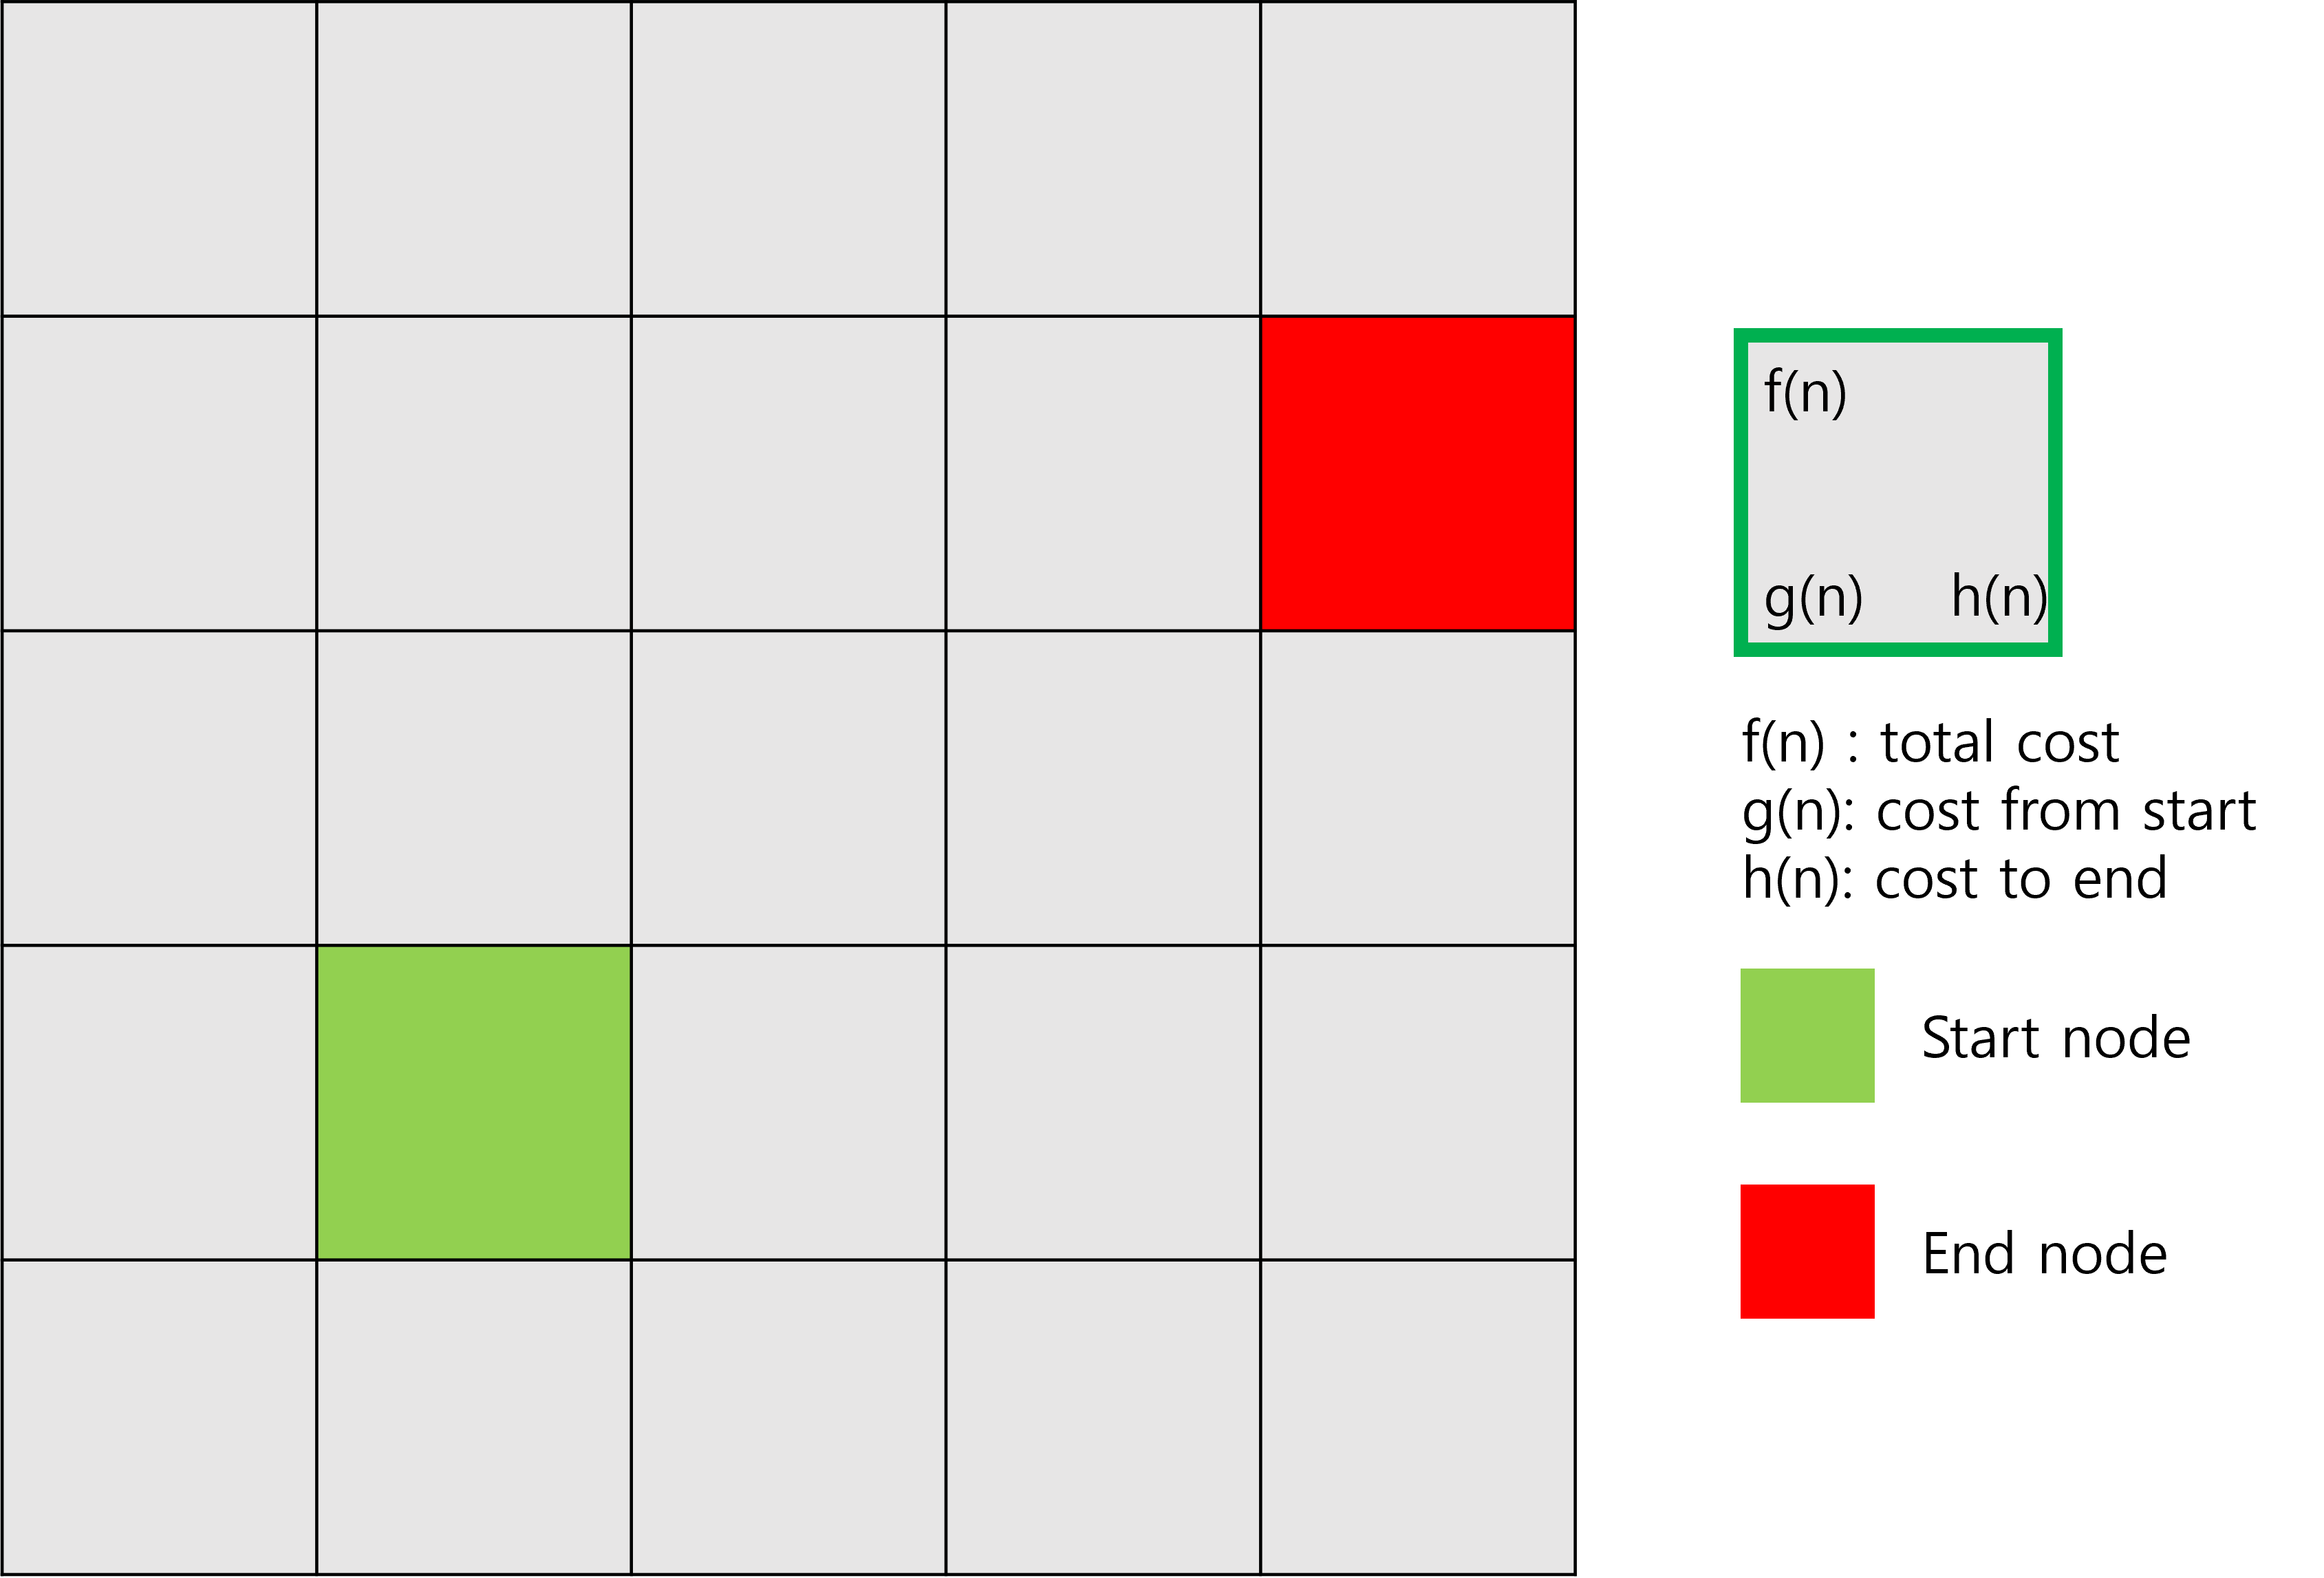 f(n)
g(n) h(n)
f(n) : total cost
g(n): cost from start
h(n): cost to end
Start node
End node